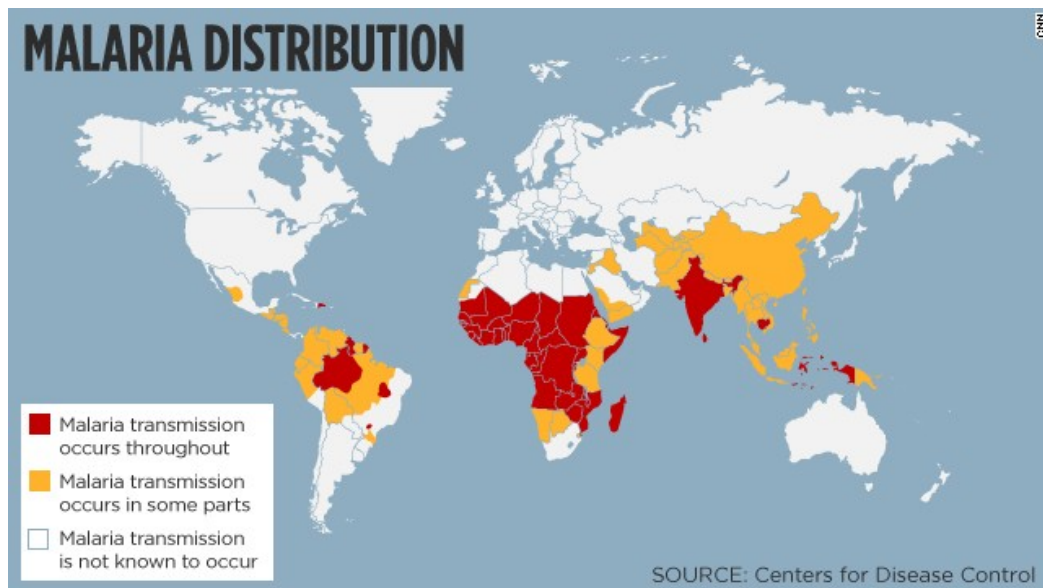 MALARIA DISTRIBUTION
CNN
Malaria transmission
occurs throughout
Malaria transmission
occurs in some parts
Malaria transmission
is not known to occur
SOURCE: Centers for Disease Control